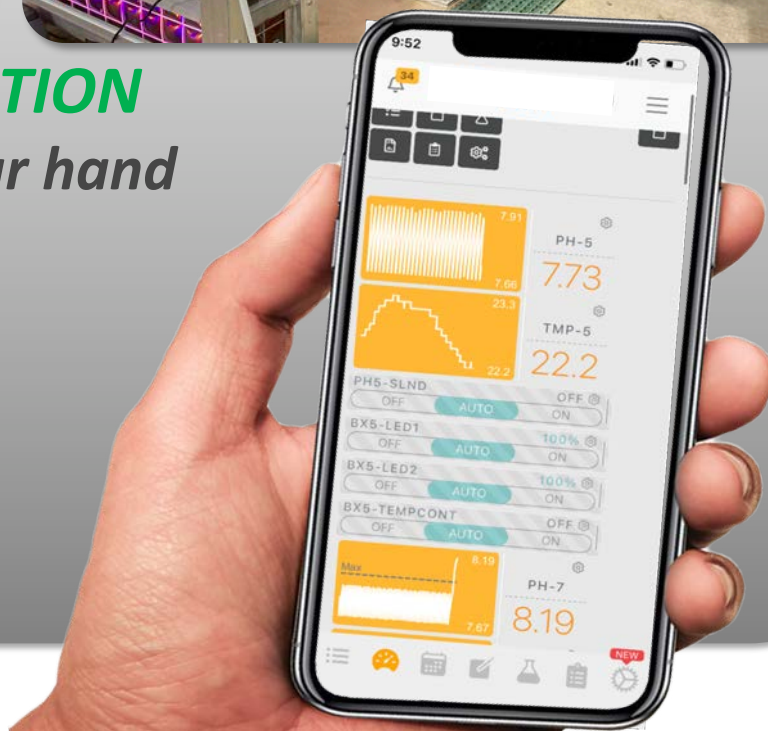 TION
ur hand
9:52
34
7.91
7.66
PH-5
7.73
23.3
22.2
TMP-5
22.2
PH5-SLND OFF
OFF AUTO ON
BX5-LED1 100%
OFF AUTO ON
BX5-LED2 100%
OFF AUTO ON
BX5-TEMPCONT OFF
OFF AUTO ON
Max
8.19
7.67
PH-7
8.19
NEW